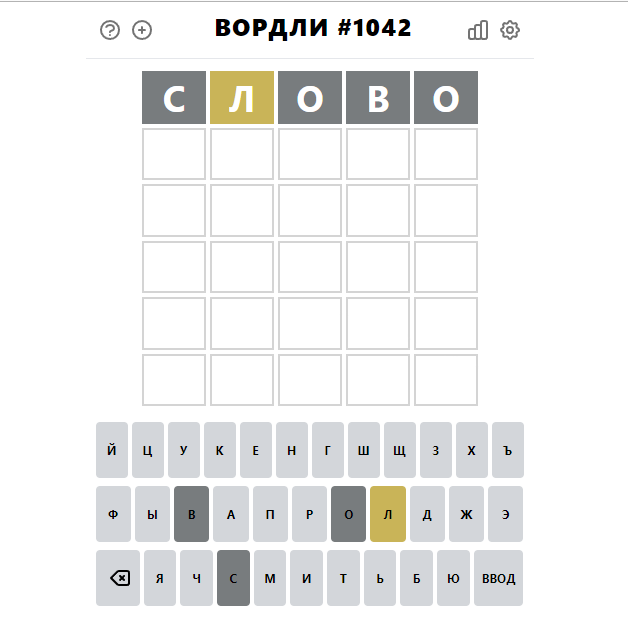 ВОРДЛИ #1042
С Л О В О
Й Ц У К Е Н Г Ш Щ З Х Ъ
Ф Ы В А П Р О Л Д Ж Э
Я Ч С М И Т Ь Б Ю ВВОД